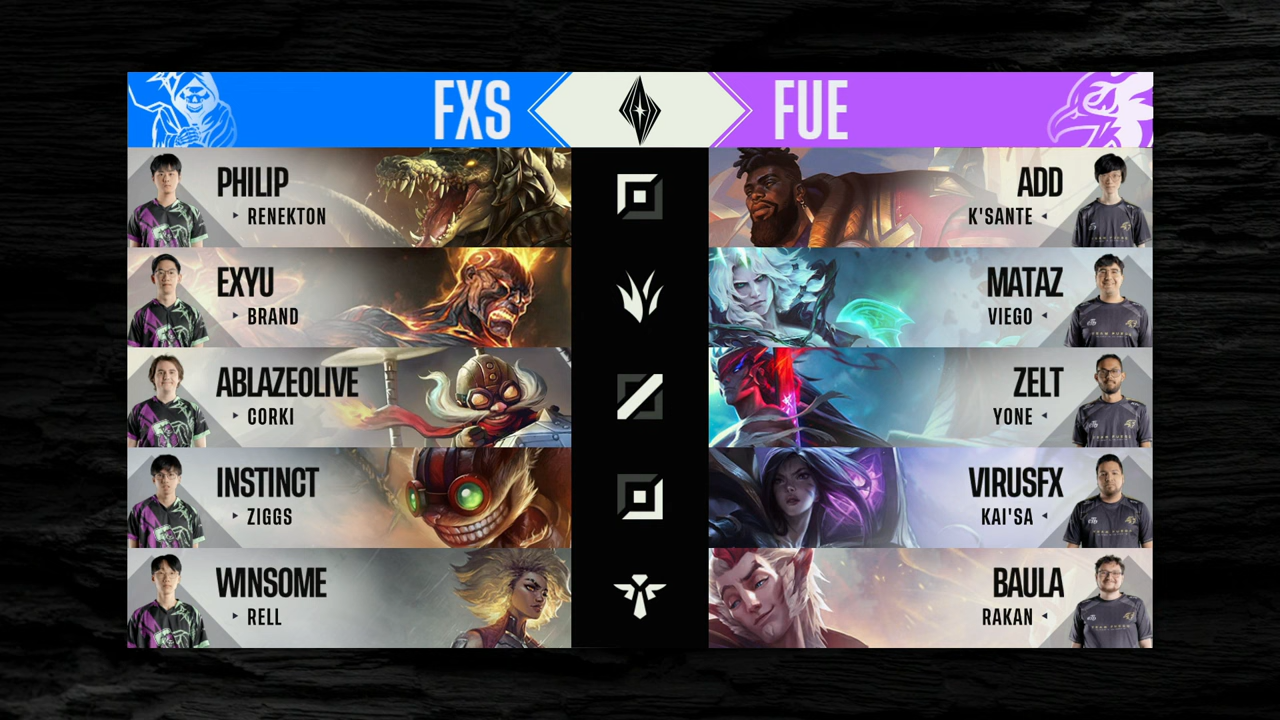 FXS
FUE
PHILIP
RENEKTON
ADD
K'SANTE
EXYU
BRAND
MATAZ
VIEGO
ABLAZEOLIVE
CORKI
ZELT
YONE
INSTINCT
ZIGGS
VIRUSFX
KAI'SA
WINSOME
RELL
BAULA
RAKAN